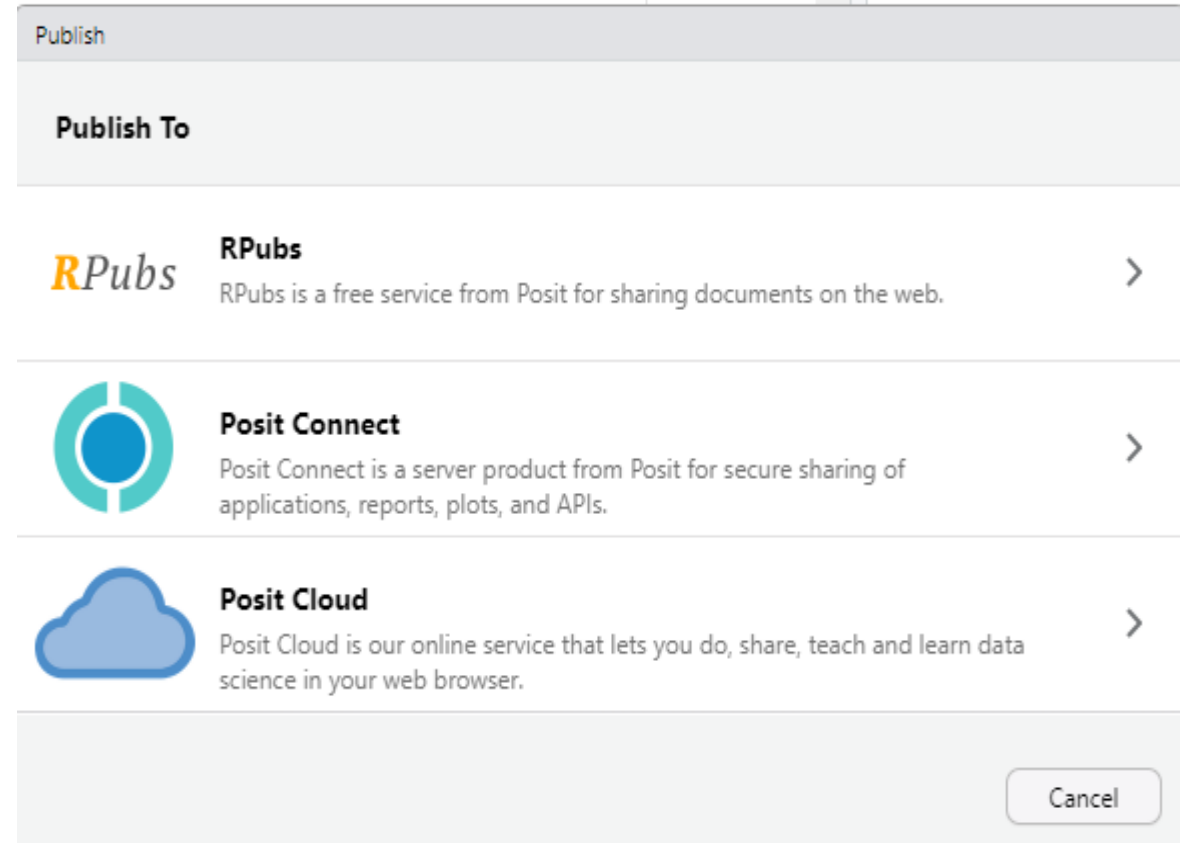 Publish
Publish To
RPubs
RPubs
RPubs is a free service from Posit for sharing documents on the web.
Posit Connect
Posit Connect is a server product from Posit for secure sharing of
applications, reports, plots, and APIs.
Posit Cloud
Posit Cloud is our online service that lets you do, share, teach and learn data
science in your web browser.
Cancel